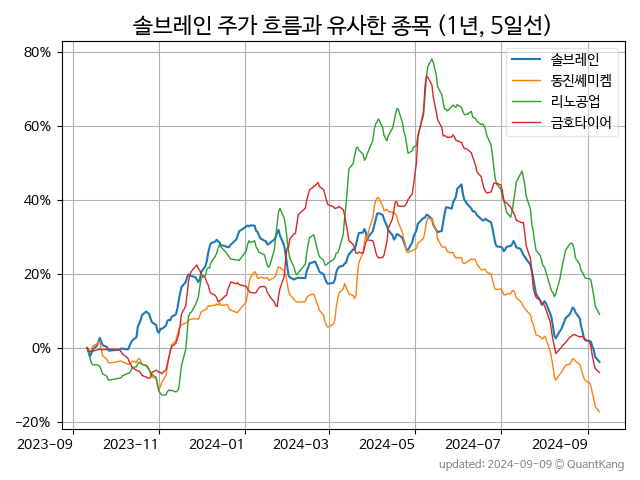 솔브레인 주가 흐름과 유사한 종목 (1년, 5일선)
80%
60%
40%
20%
0%
−20%
솔브레인
동진쎄미켐
리노공업
금호타이어
2023-09
2023-11
2024-01
2024-03
2024-05
2024-07
2024-09
updated: 2024-09-09 © QuantKang